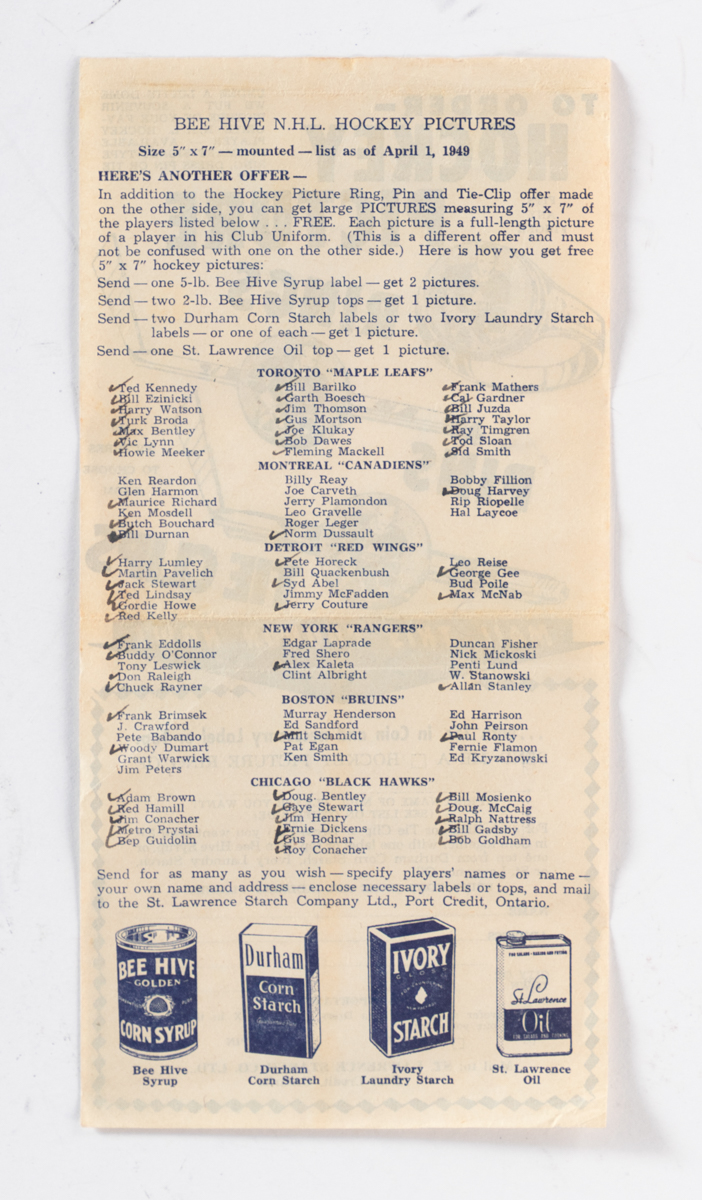 BEE HIVE N.H.L. HOCKEY PICTURES
Size 5" x 7" — mounted — list as of April 1, 1949
HERE'S ANOTHER OFFER —
In addition to the Hockey Picture Ring, Pin and Tie-Clip offer made
on the other side, you can get large PICTURES measuring 5" x 7" of
the players listed below . . . FREE. Each picture is a full-length picture
of a player in his Club Uniform. (This is a different offer and must
not be confused with one on the other side.) Here is how you get free
5" x 7" hockey pictures:
Send — one 5-lb. Bee Hive Syrup label — get 2 pictures.
Send — two 2-lb. Bee Hive Syrup tops — get 1 picture.
Send — two Durham Corn Starch labels or two Ivory Laundry Starch
labels — or one of each — get 1 picture.
Send — one St. Lawrence Oil top — get 1 picture.
TORONTO "MAPLE LEAFS"
Ted Kennedy Bill Barilko Frank Mathers
Bill Ezinicki Garth Boesch Cal Gardner
Harry Watson Jim Thomson Bill Juzda
Turk Broda Gus Mortson Harry Taylor
Max Bentley Joe Klukay Ray Timgren
Vic Lynn Bob Dawes Tod Sloan
Howie Meeker Fleming Mackell Sid Smith
MONTREAL "CANADIENS"
Ken Reardon Billy Reay Bobby Fillion
Glen Harmon Joe Carveth Doug Harvey
Maurice Richard Jerry Plamondon Rip Riopelle
Ken Mosdell Leo Gravelle Hal Laycoe
Butch Bouchard Roger Leger
Bill Durnan Norm Dussault
DETROIT "RED WINGS"
Harry Lumley Pete Horeck Leo Reise
Martin Pavelich Bill Quackenbush George Gee
Jack Stewart Syd Abel Bud Poile
Ted Lindsay Jimmy McFadden Max McNab
Gordie Howe Jerry Couture
Red Kelly
NEW YORK "RANGERS"
Frank Eddolls Edgar Laprade Duncan Fisher
Buddy O'Connor Fred Shero Nick Mickoski
Tony Leswick Alex Kaleta Penti Lund
Don Raleigh Clint Albright W. Stanowski
Chuck Rayner Allan Stanley
BOSTON "BRUINS"
Frank Brimsek Murray Henderson Ed Harrison
J. Crawford Ed Sandford John Peirson
Pete Babando Milt Schmidt Paul Ronty
Woody Dumart Pat Egan Fernie Flamon
Grant Warwick Ken Smith Ed Kryzanowski
Jim Peters
CHICAGO "BLACK HAWKS"
Adam Brown Doug. Bentley Bill Mosienko
Red Hamill Gaye Stewart Doug. McCaig
Jim Conacher Jim Henry Ralph Nattress
Metro Prystai Ernie Dickens Bill Gadsby
Bep Guidolin Gus Bodnar Bob Goldham
Roy Conacher
Send for as many as you wish — specify players' names or name —
your own name and address — enclose necessary labels or tops, and mail
to the St. Lawrence Starch Company Ltd., Port Credit, Ontario.
BEE HIVE
GOLDEN
CORN SYRUP
Durham
Corn
Starch
IVORY
GLOSS
STARCH
St. Lawrence
Oil
Bee Hive
Syrup
Durham
Corn Starch
Ivory
Laundry Starch
St. Lawrence
Oil